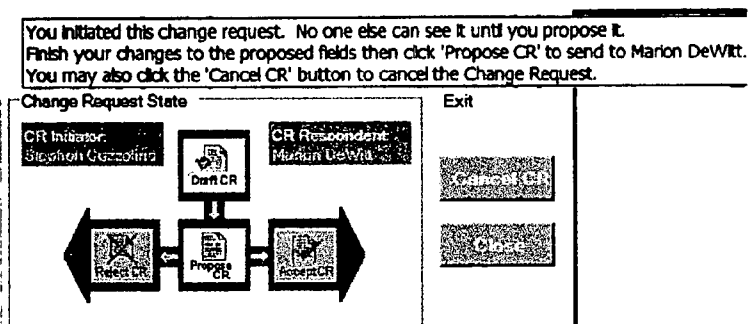 You initiated this change request. No one else can see it until you propose it.
Finish your changes to the proposed fields then click 'Propose CR' to send to Marion DeWitt.
You may also click the 'Cancel CR' button to cancel the Change Request.
Change Request State
Exit
CR Initiator:
CR Respondent:
Marion DeWitt
Draft CR
Cancel CR
Close
Reject CR
Propose
CR
Accept CR